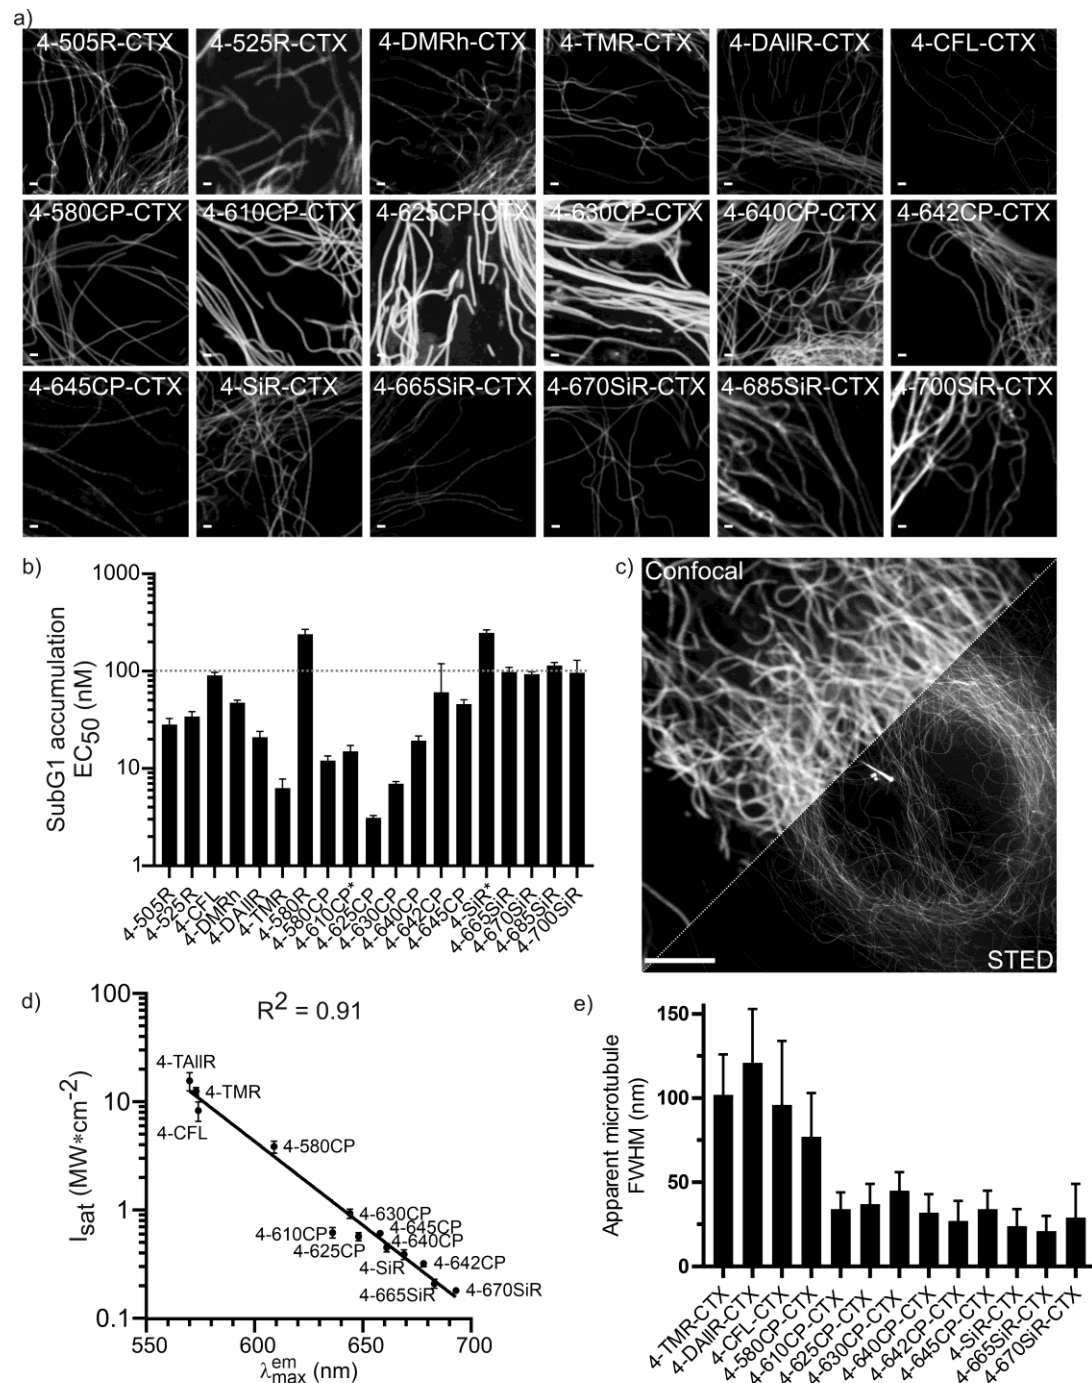 a)
4-505R-CTX 4-525R-CTX 4-DMRh-CTX 4-TMR-CTX 4-DAllR-CTX 4-CFL-CTX
4-580CP-CTX 4-610CP-CTX 4-625CP-CTX 4-630CP-CTX 4-640CP-CTX 4-642CP-CTX
4-645CP-CTX 4-SiR-CTX 4-665SiR-CTX 4-670SiR-CTX 4-685SiR-CTX 4-700SiR-CTX
b)
SubG1 accumulation
EC50 (nM)
1000
100
10
1
4-505R
4-525R
4-CFL
4-DMRh
4-DAllR
4-TMR
4-580R
4-580CP
4-610CP*
4-625CP
4-630CP
4-640CP
4-642CP
4-645CP
4-SiR*
4-665SiR
4-670SiR
4-685SiR
4-700SiR
c)
Confocal
STED
d)
R2 = 0.91
Isat (MW*cm-2)
100
10
1
0.1
4-TAllR
4-TMR
4-CFL
4-580CP
4-630CP
4-610CP
4-645CP
4-625CP
4-640CP
4-SiR
4-642CP
4-665SiR
4-670SiR
550 600 650 700
λemmax (nm)
e)
Apparent microtubule
FWHM (nm)
150
100
50
0
4-TMR-CTX
4-DAllR-CTX
4-CFL-CTX
4-580CP-CTX
4-610CP-CTX
4-625CP-CTX
4-630CP-CTX
4-640CP-CTX
4-642CP-CTX
4-645CP-CTX
4-SiR-CTX
4-665SiR-CTX
4-670SiR-CTX